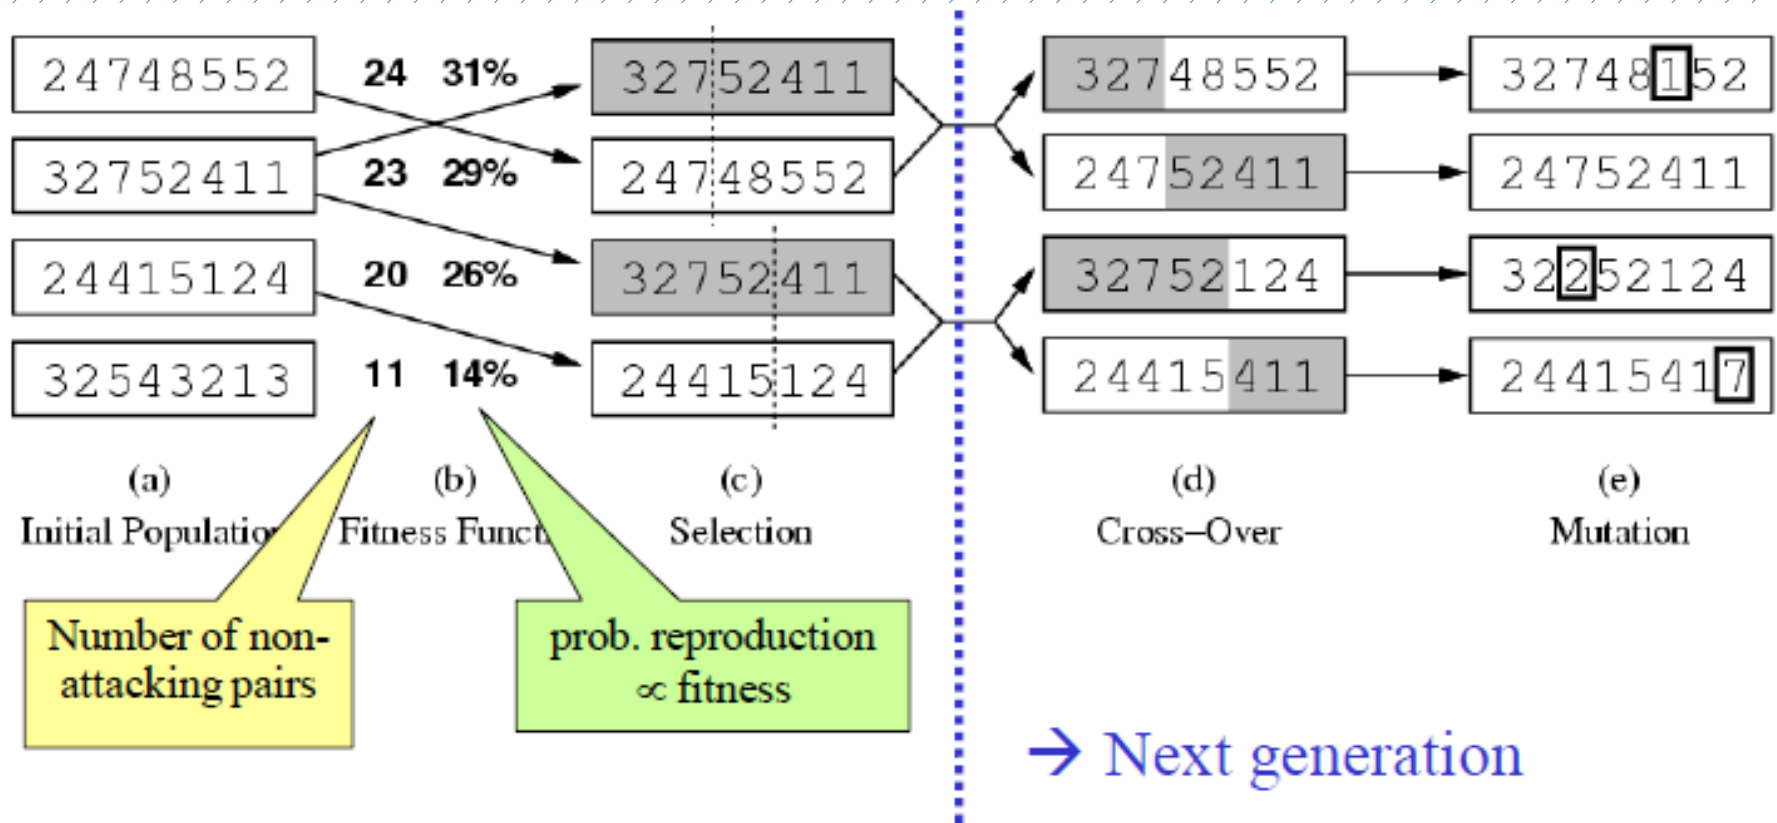 24748552 24 31% 32752411 32748552 32748152
32752411 23 29% 24748552 24752411 24752411
24415124 20 26% 32752411 32752124 32252124
32543213 11 14% 24415124 24415411 24415417
(a) (b) (c) (d) (e)
Initial Population Fitness Funct Selection Cross–Over Mutation
Number of non-
attacking pairs
prob. reproduction
∝ fitness
→ Next generation